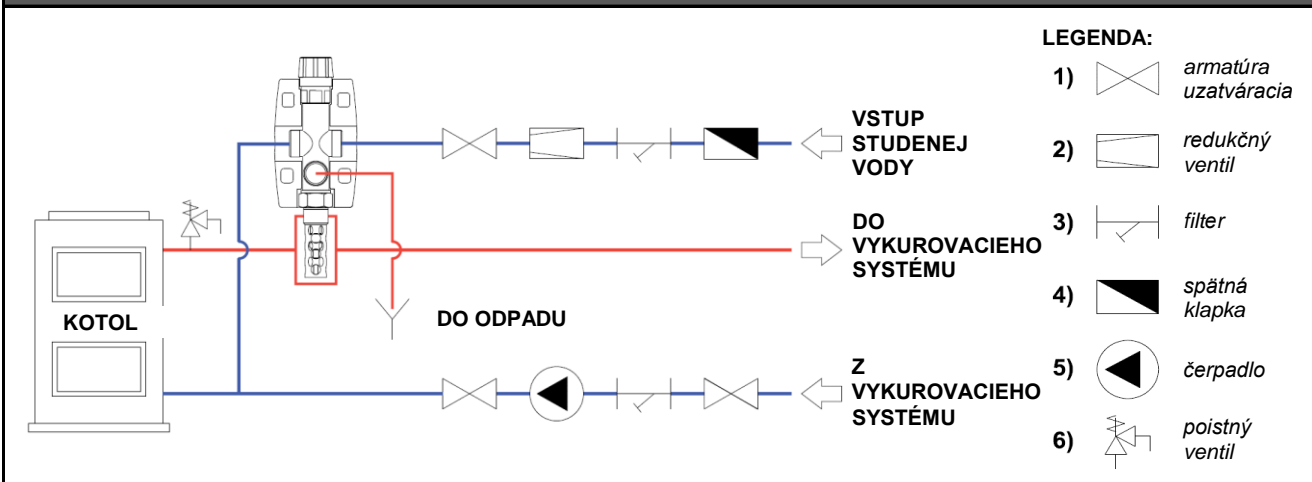 VSTUP
STUDENEJ
VODY
DO
VYKUROVACIEHO
SYSTÉMU
KOTOL
DO ODPADU
Z
VYKUROVACIEHO
SYSTÉMU
LEGENDA:
1)
armatúra
uzatváracia
2)
redukčný
ventil
3)
filter
4)
spätná
klapka
5)
čerpadlo
6)
poistný
ventil